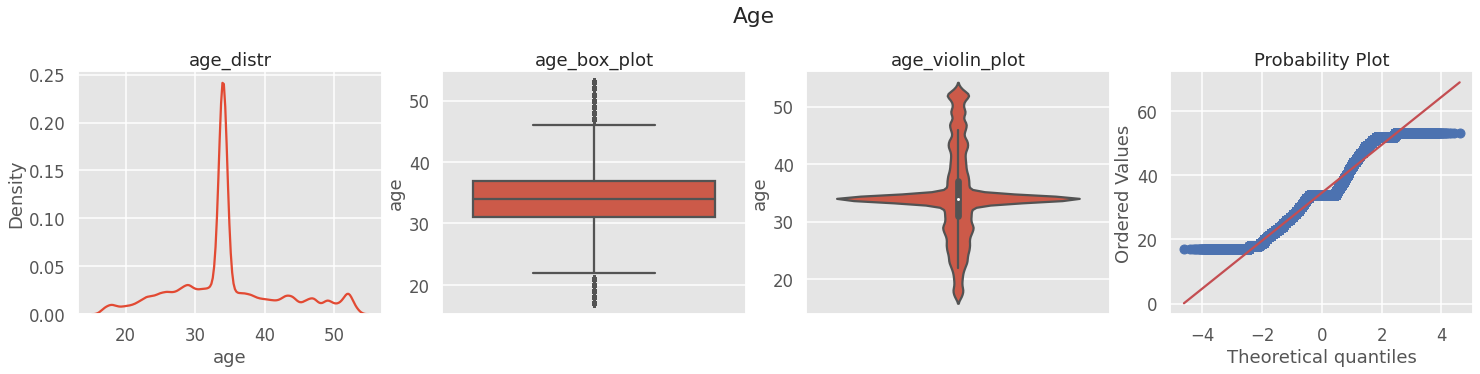 Age
age_distr
Density
0.25
0.20
0.15
0.10
0.05
0.00
20 30 40 50
age
age_box_plot
age
50
40
30
20
age_violin_plot
age
50
40
30
20
Probability Plot
Ordered Values
60
40
20
0
−4 −2 0 2 4
Theoretical quantiles